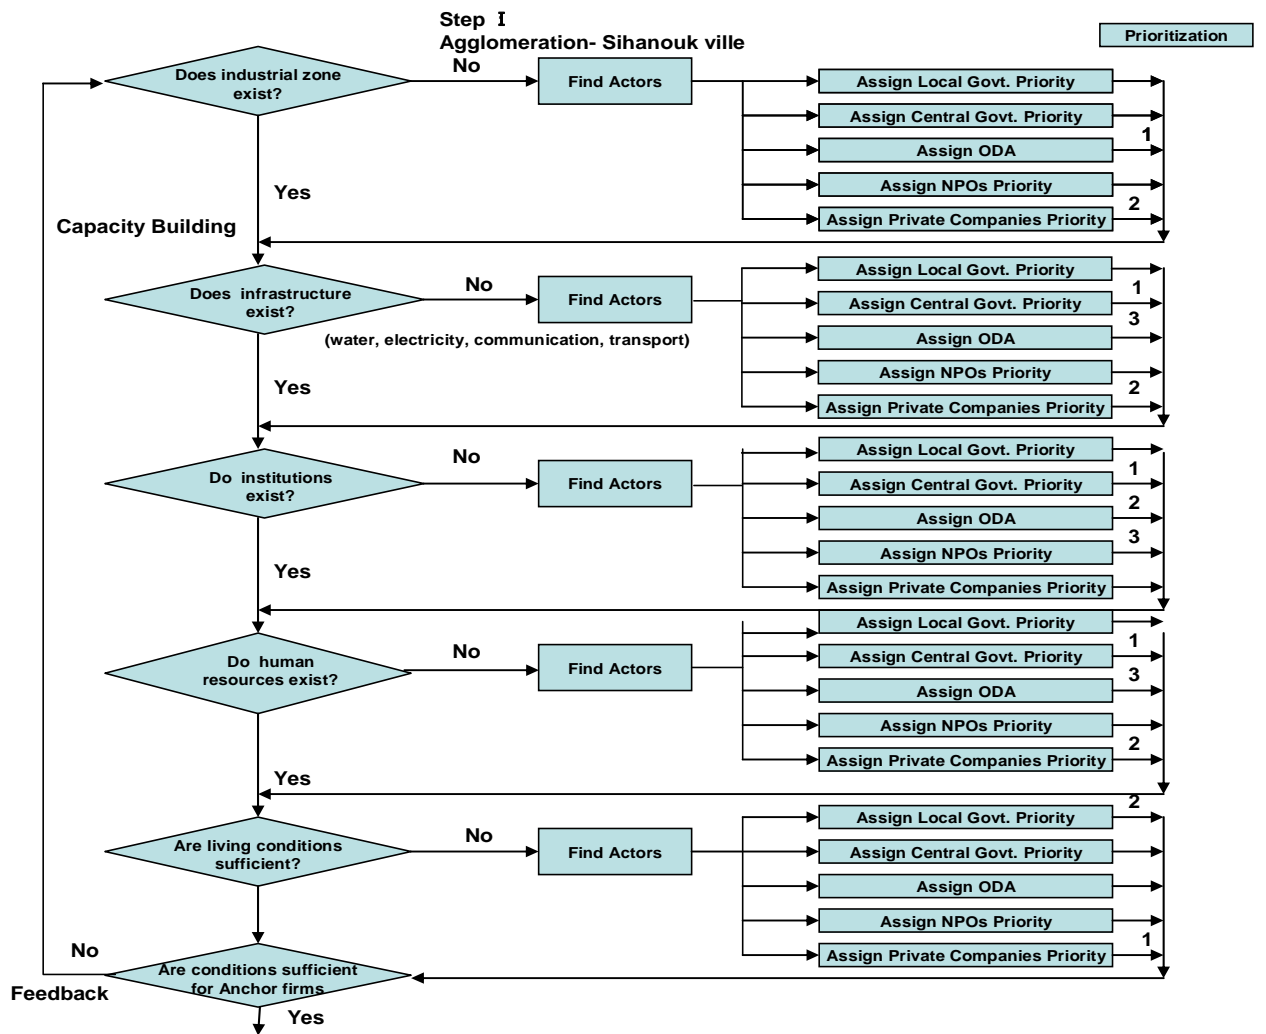 Step I
Agglomeration- Sihanouk ville
Prioritization
Does industrial zone
exist?
No
Find Actors
Assign Local Govt. Priority
Assign Central Govt. Priority
1
Assign ODA
Assign NPOs Priority
2
Assign Private Companies Priority
Yes
Capacity Building
Does infrastructure
exist?
No
Find Actors
(water, electricity, communication, transport)
Assign Local Govt. Priority
1
Assign Central Govt. Priority
3
Assign ODA
Assign NPOs Priority
2
Assign Private Companies Priority
Yes
Do institutions
exist?
No
Find Actors
Assign Local Govt. Priority
1
Assign Central Govt. Priority
2
Assign ODA
3
Assign NPOs Priority
Assign Private Companies Priority
Yes
Do human
resources exist?
No
Find Actors
Assign Local Govt. Priority
1
Assign Central Govt. Priority
3
Assign ODA
Assign NPOs Priority
2
Assign Private Companies Priority
Yes
Are living conditions
sufficient?
No
Find Actors
2
Assign Local Govt. Priority
Assign Central Govt. Priority
Assign ODA
Assign NPOs Priority
1
Assign Private Companies Priority
No
Feedback
Are conditions sufficient
for Anchor firms
Yes